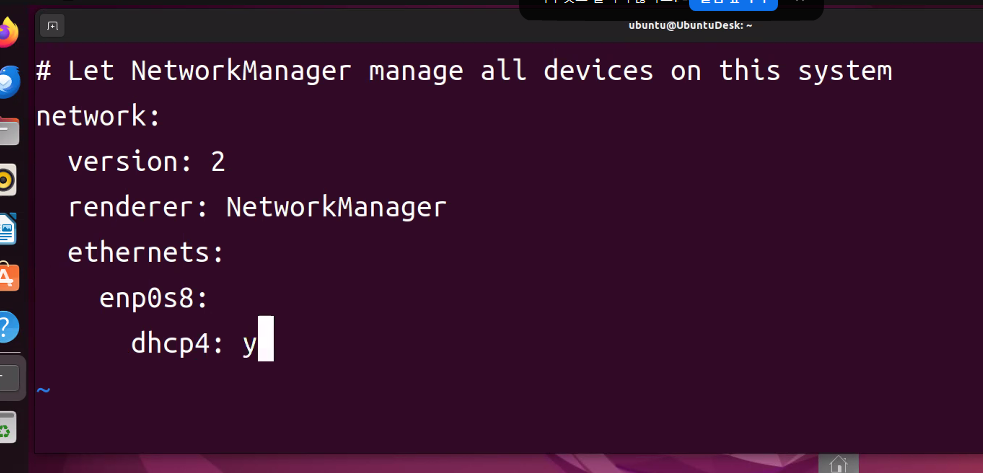 ubuntu@UbuntuDesk: ~
# Let NetworkManager manage all devices on this system
network:
  version: 2
  renderer: NetworkManager
  ethernets:
    enp0s8:
      dhcp4: y
~